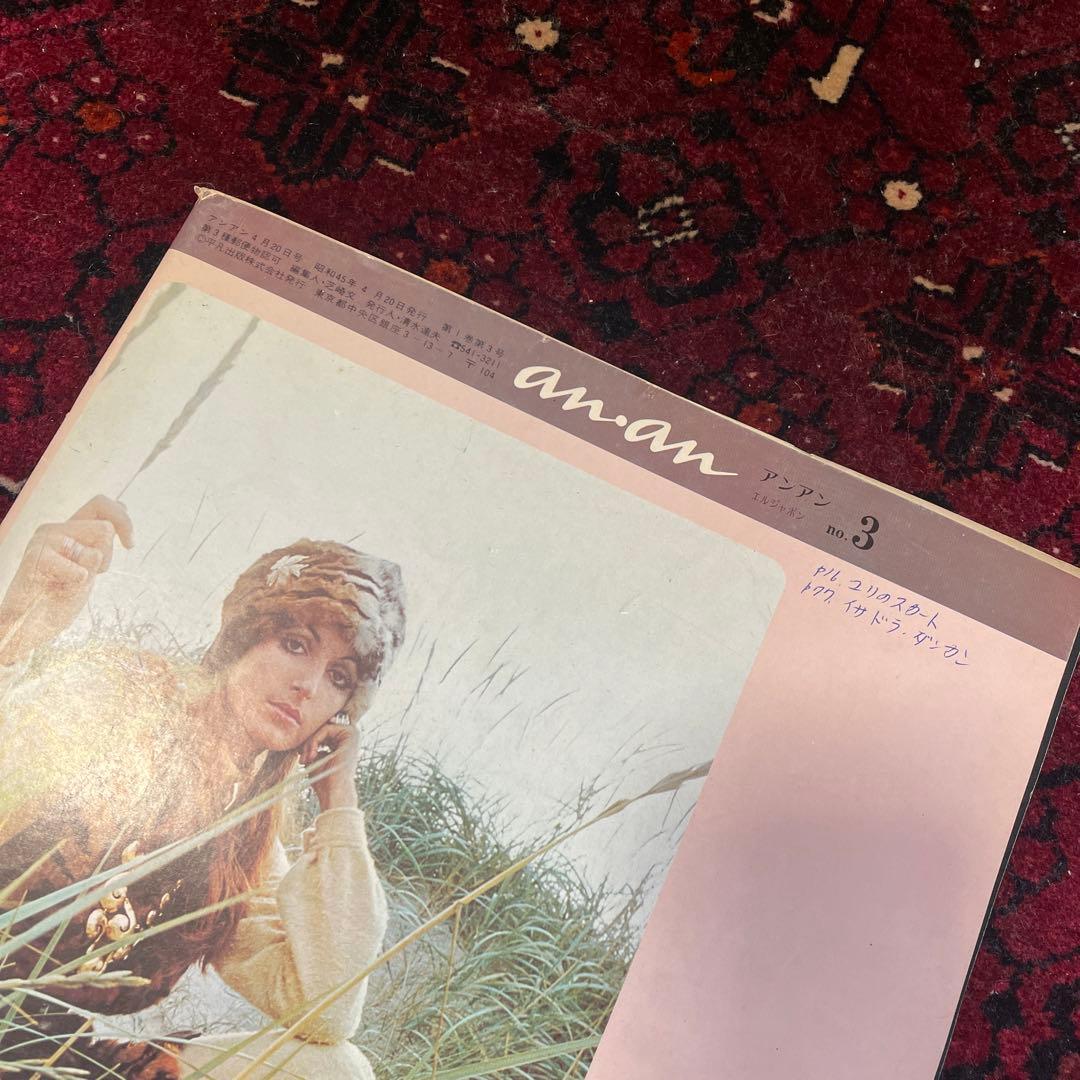 アンアン4月20日号 昭和45年4月20日発行 第1巻第3号
第3種郵便物認可 編集人・芝崎文 発行人・清水達夫 ☎541-3211
©平凡出版株式会社発行 東京都中央区銀座3-13-7 〒104
an・an
アンアン
エルジャポン
no.3
P16. ユリのスカート
P77. イサドラ・ダンカン